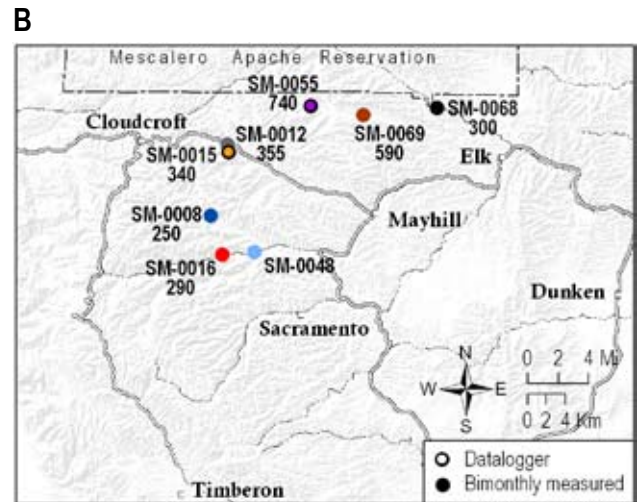 B
Mescalero Apache Reservation
SM-0055
740
SM-0068
300
Cloudcroft
SM-0012
355
SM-0069
590
SM-0015
340
Elk
SM-0008
250
Mayhill
SM-0016
290
SM-0048
Dunken
Sacramento
N
W E
S
0 2 4 Mi
0 2 4 Km
Datalogger
Bimonthly measured
Timberon